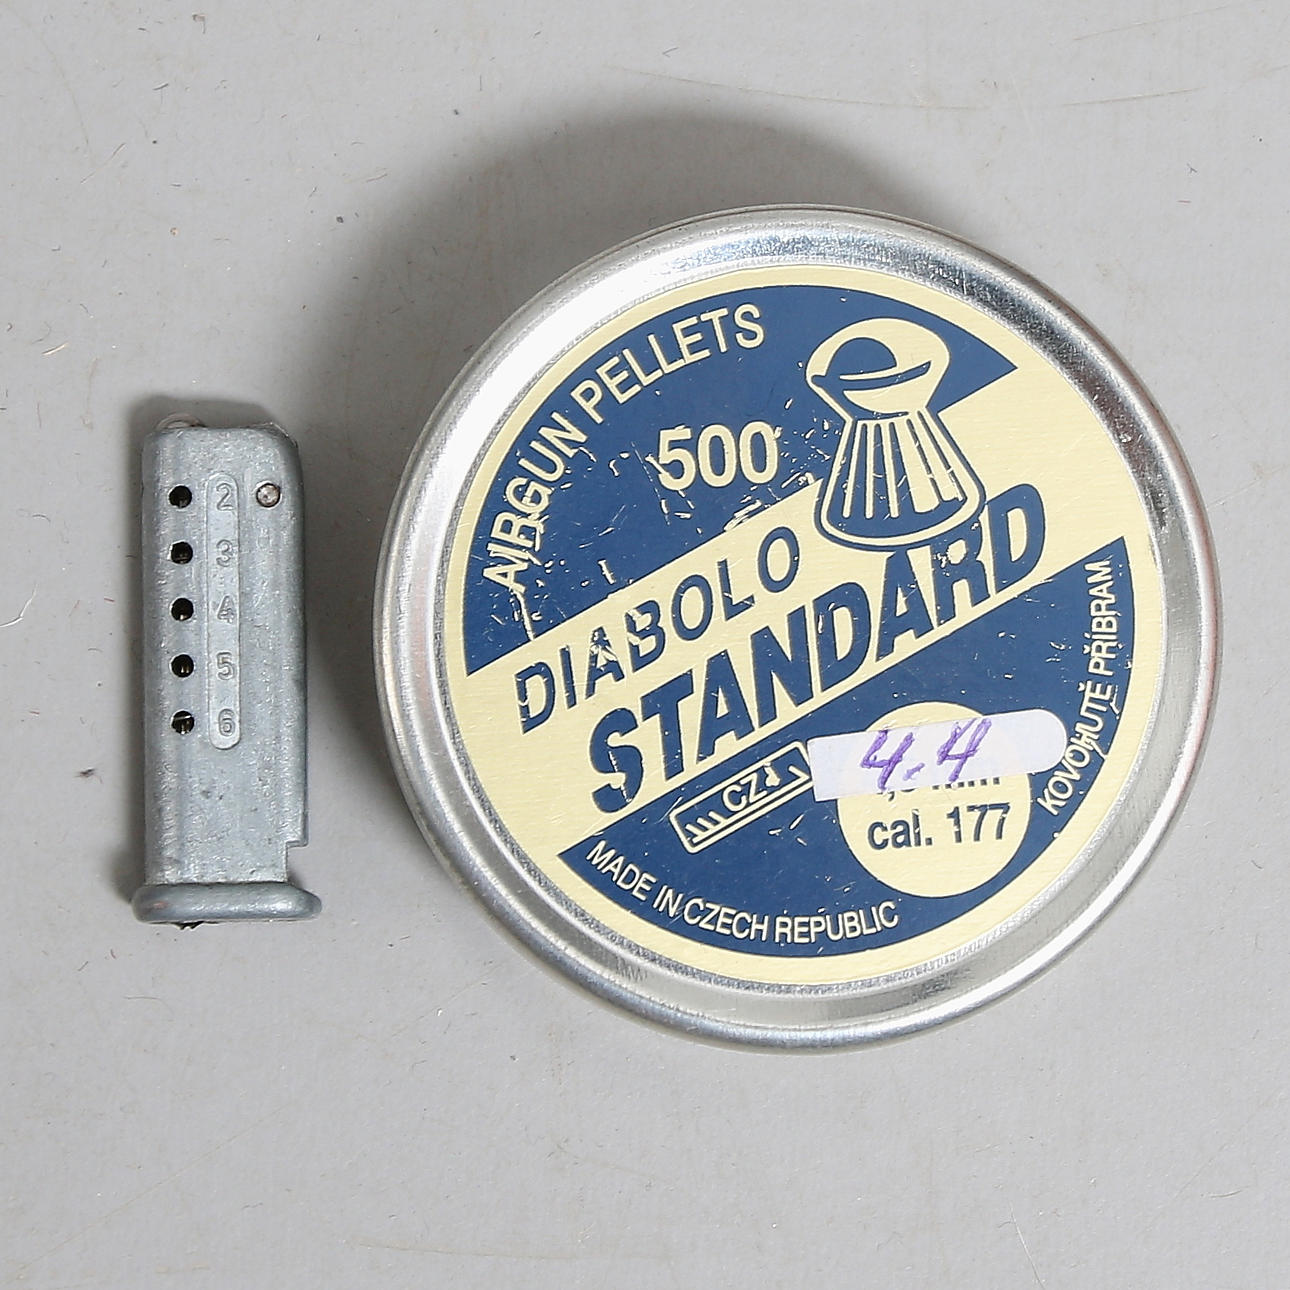 2
3
4
5
6
AIRGUN PELLETS
500
DIABOLO
STANDARD
CZ
4.4
cal. 177
MADE IN CZECH REPUBLIC
KOVOHUTĚ PŘÍBRAM